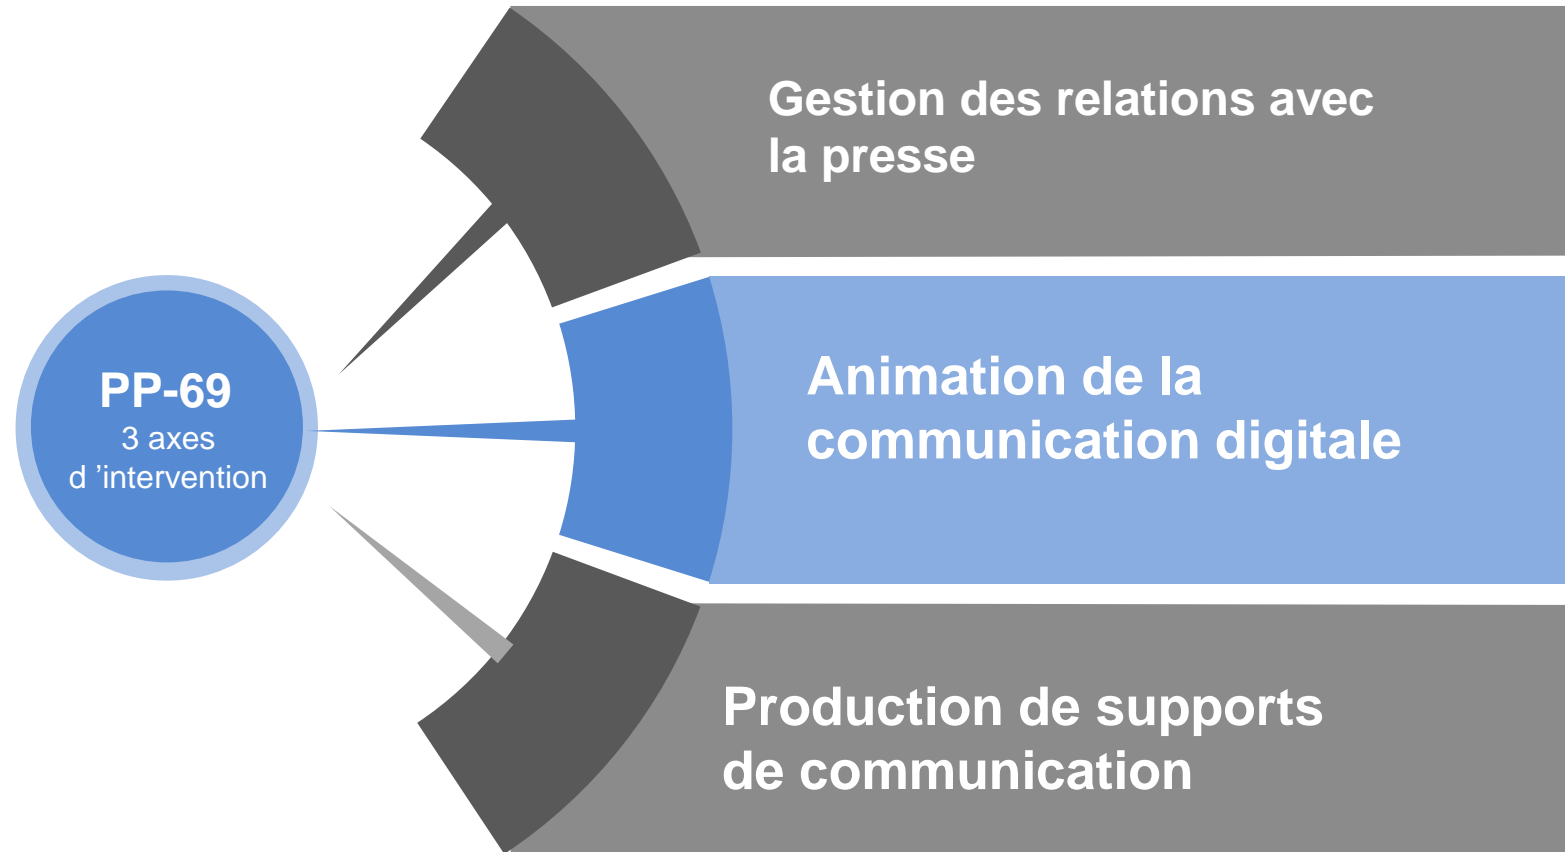 PP-69
3 axes
d ’intervention
Gestion des relations avec
la presse
Animation de la
communication digitale
Production de supports
de communication